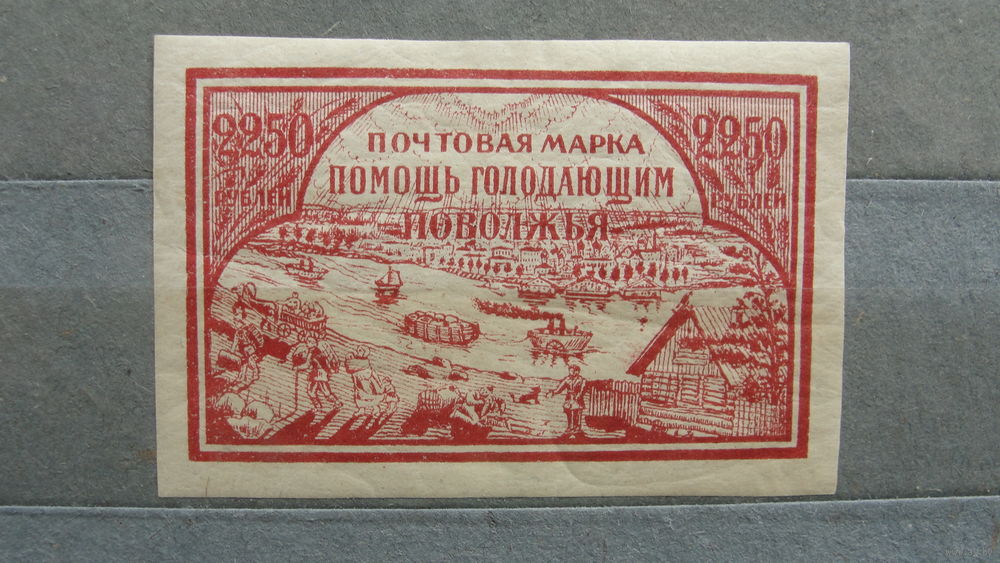 2250
РУБЛЕЙ
ПОЧТОВАЯ МАРКА
ПОМОЩЬ ГОЛОДАЮЩИМ
ПОВОЛЖЬЯ
2250
РУБЛЕЙ